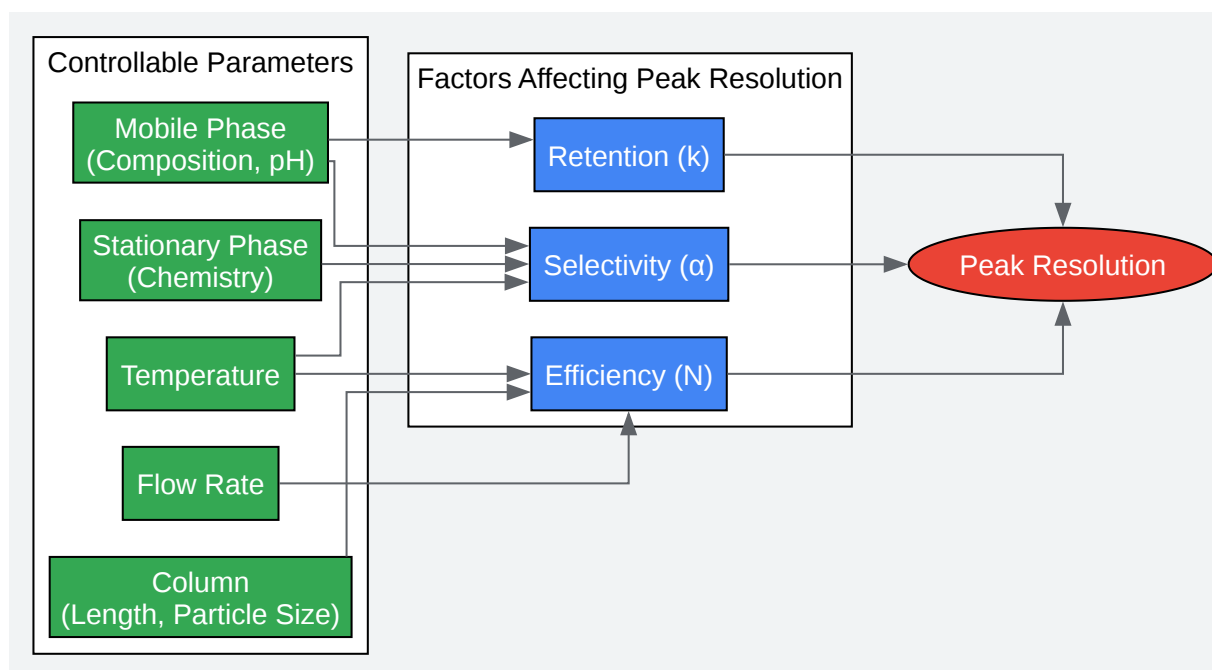 Controllable Parameters
Mobile Phase
(Composition, pH)
Stationary Phase
(Chemistry)
Temperature
Flow Rate
Column
(Length, Particle Size)
Factors Affecting Peak Resolution
Retention (k)
Selectivity (α)
Efficiency (N)
Peak Resolution